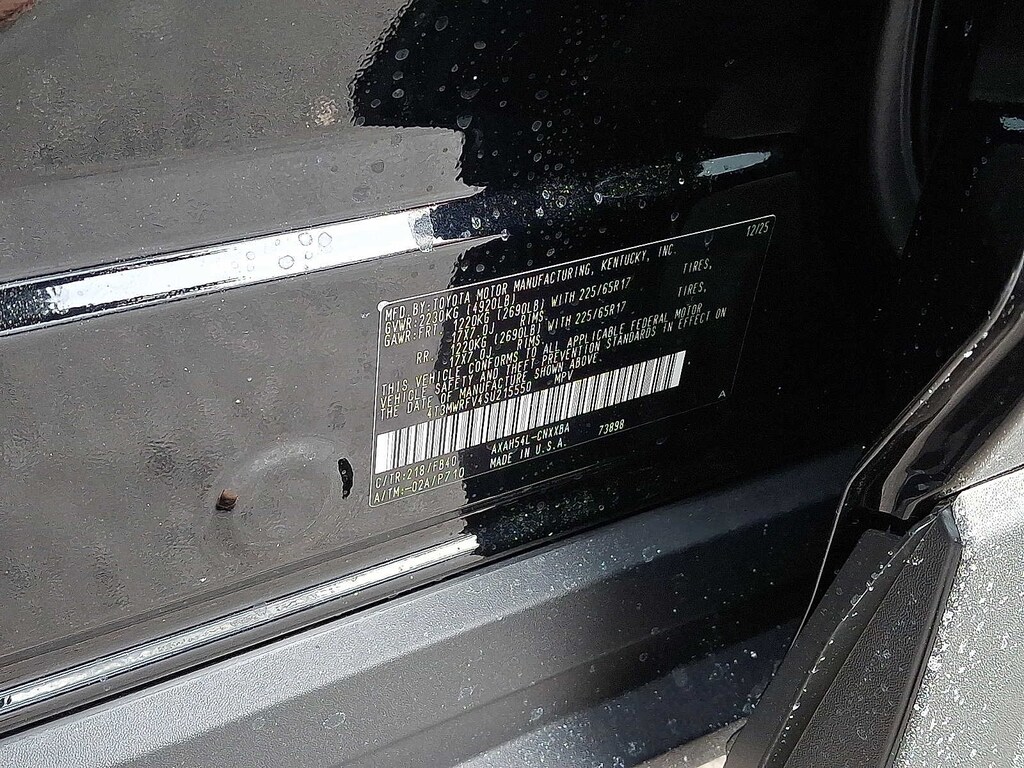 MFD BY:TOYOTA MOTOR MANUFACTURING, KENTUCKY, INC. 12/25
GVWR:2230KG (4920LB)
GAWR:FRT. 1220KG (2690LB) WITH 225/65R17 TIRES,
17X7.0J RIMS.
RR. 1220KG (2690LB) WITH 225/65R17 TIRES,
17X7.0J RIMS.
THIS VEHICLE CONFORMS TO ALL APPLICABLE FEDERAL MOTOR
VEHICLE SAFETY AND THEFT PREVENTION STANDARDS IN EFFECT ON
THE DATE OF MANUFACTURE SHOWN ABOVE.
4T3MWRFV4SU215550 MPV
C/TR:218/FB40 AXAH54L-CNXXBA 73898 A
A/TM:-02A/P710 MADE IN U.S.A.